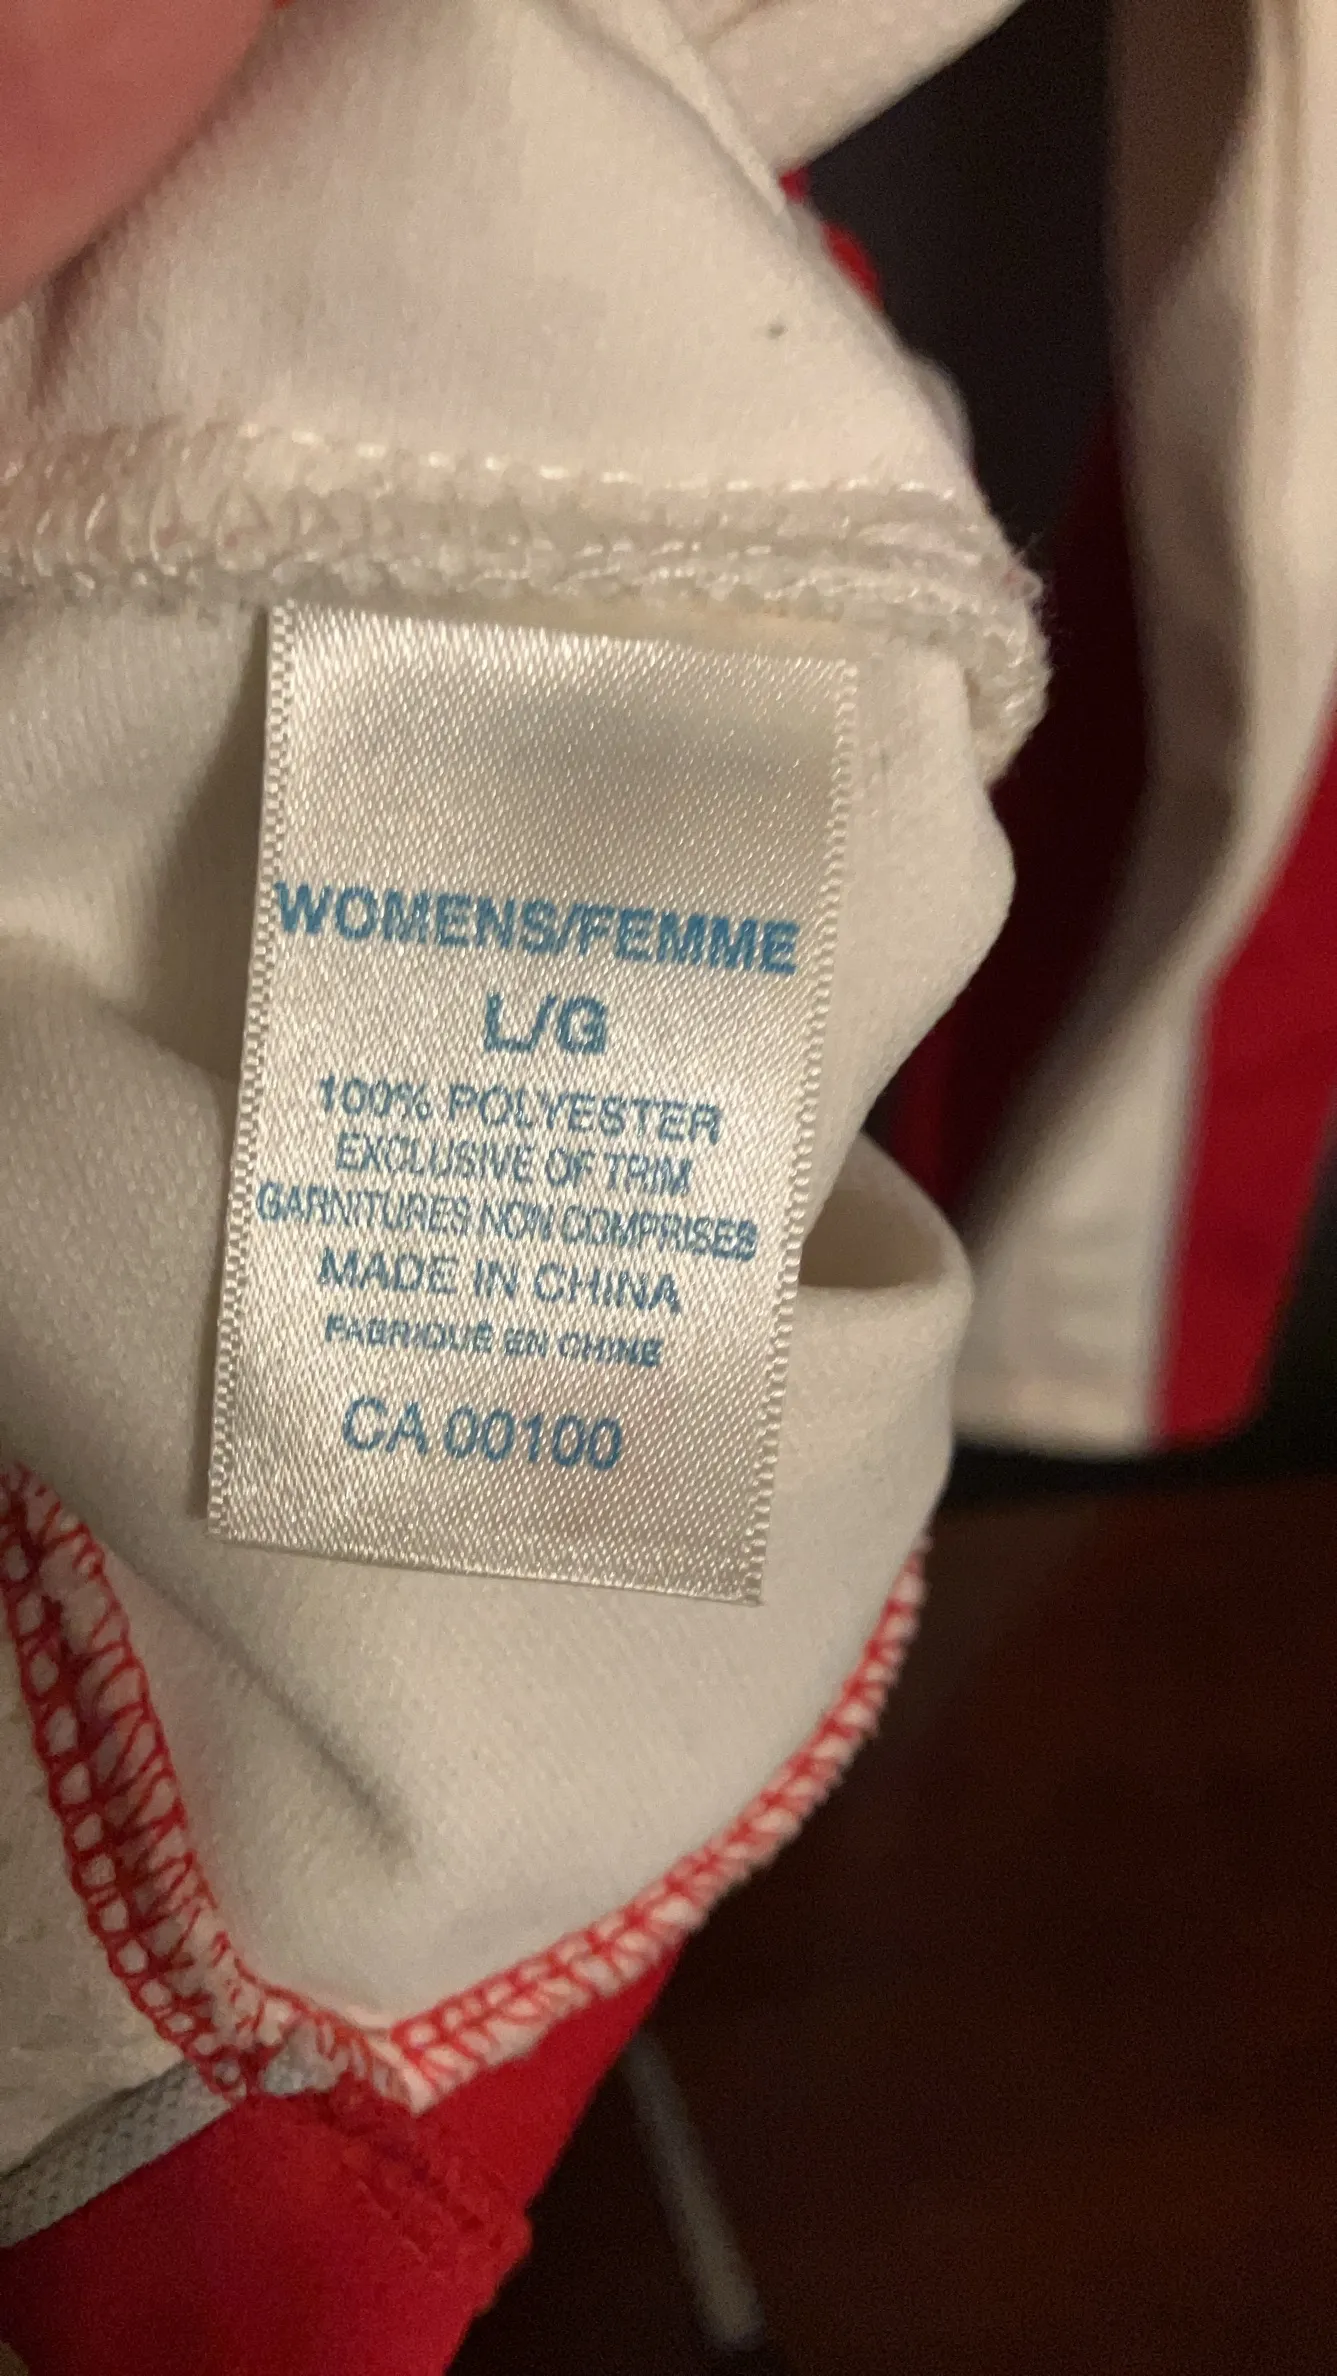 WOMENS/FEMME
L/G
100% POLYESTER
EXCLUSIVE OF TRIM
GARNITURES NON COMPRISES
MADE IN CHINA
FABRIQUÉ EN CHINE
CA 00100